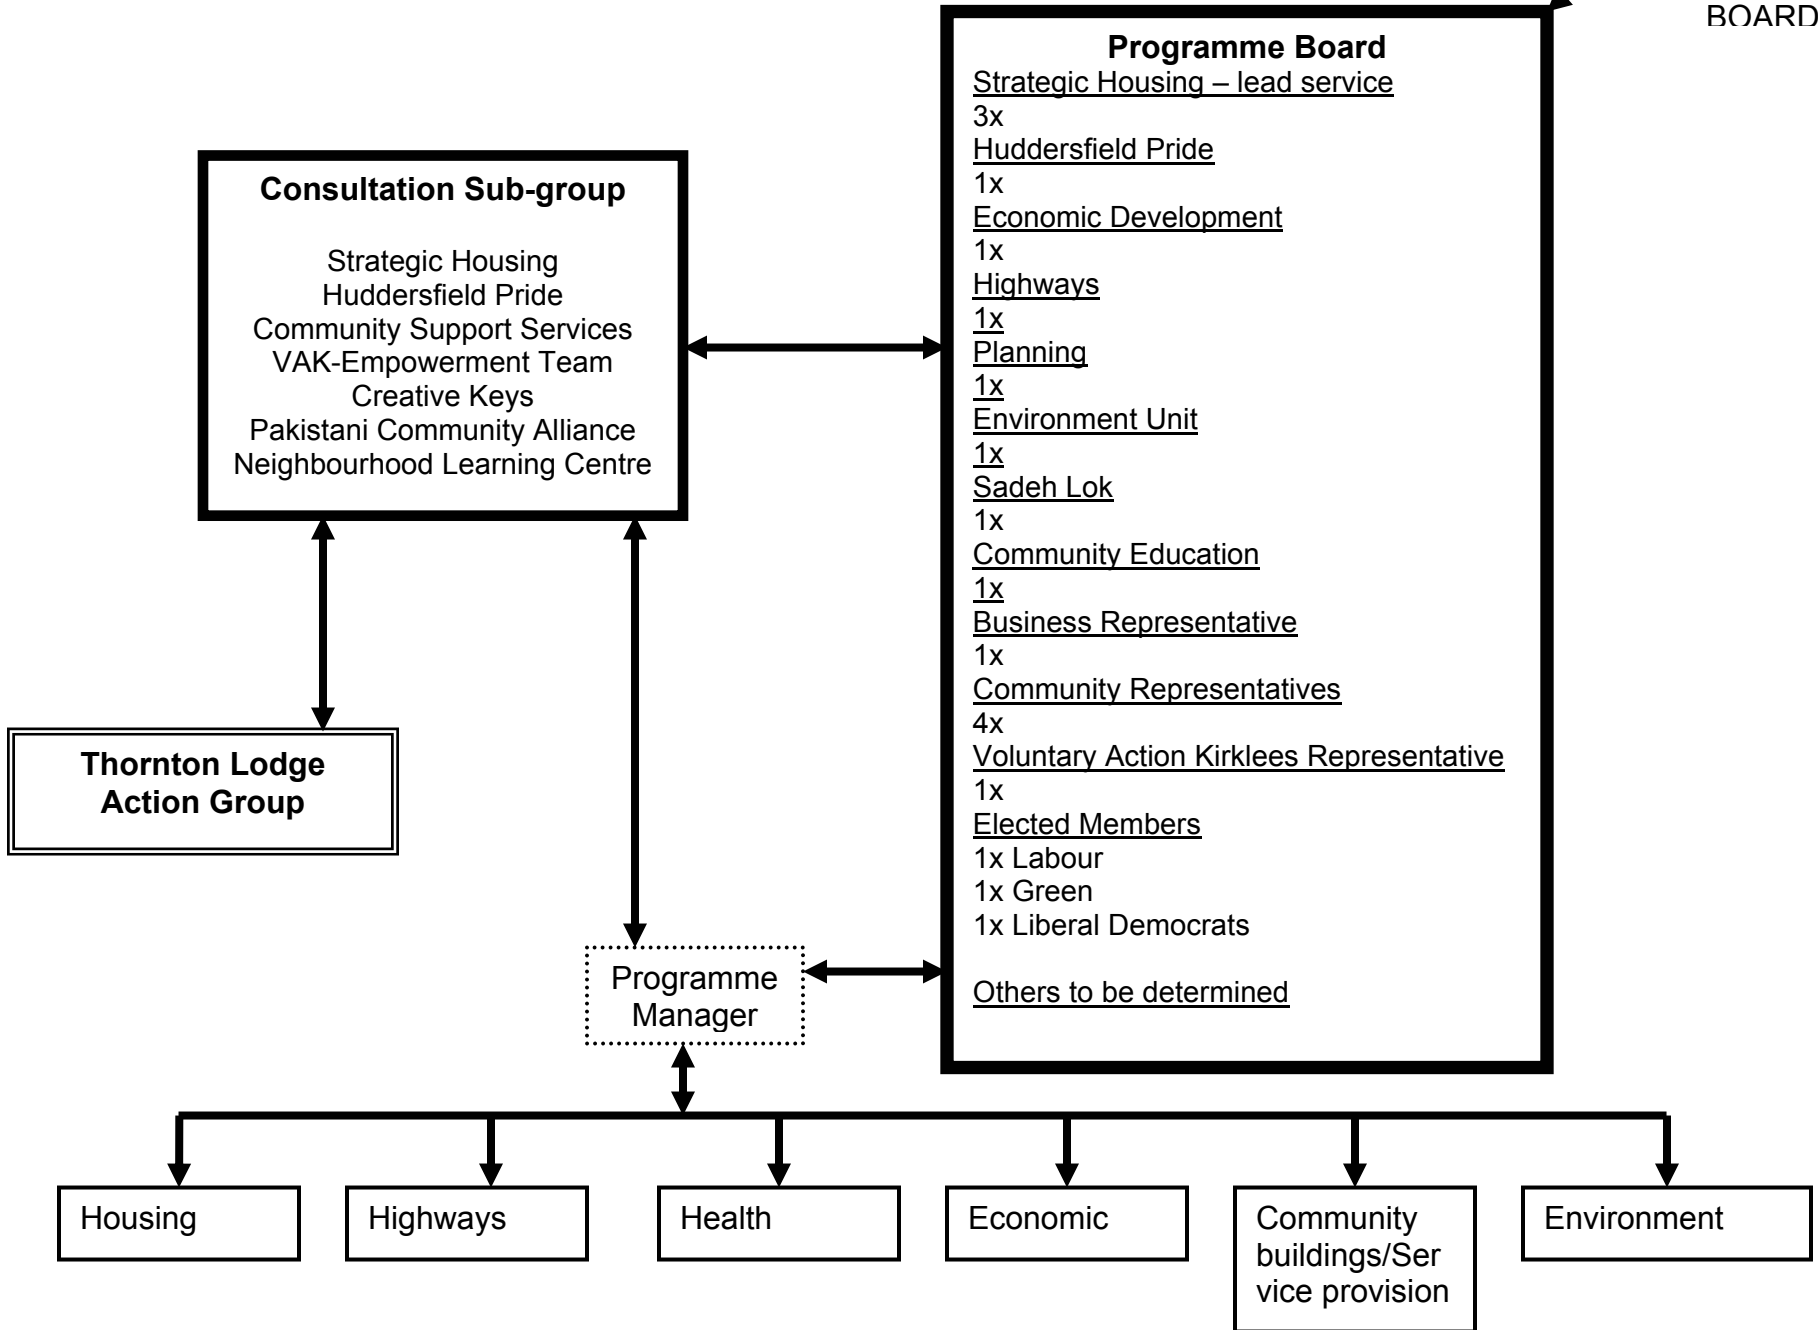 BOARD
Programme Board
Strategic Housing – lead service
3x
Huddersfield Pride
1x
Economic Development
1x
Highways
1x
Planning
1x
Environment Unit
1x
Sadeh Lok
1x
Community Education
1x
Business Representative
1x
Community Representatives
4x
Voluntary Action Kirklees Representative
1x
Elected Members
1x Labour
1x Green
1x Liberal Democrats
Others to be determined
Consultation Sub-group
Strategic Housing
Huddersfield Pride
Community Support Services
VAK-Empowerment Team
Creative Keys
Pakistani Community Alliance
Neighbourhood Learning Centre
Thornton Lodge
Action Group
Programme
Manager
Housing
Highways
Health
Economic
Community
buildings/Ser
vice provision
Environment